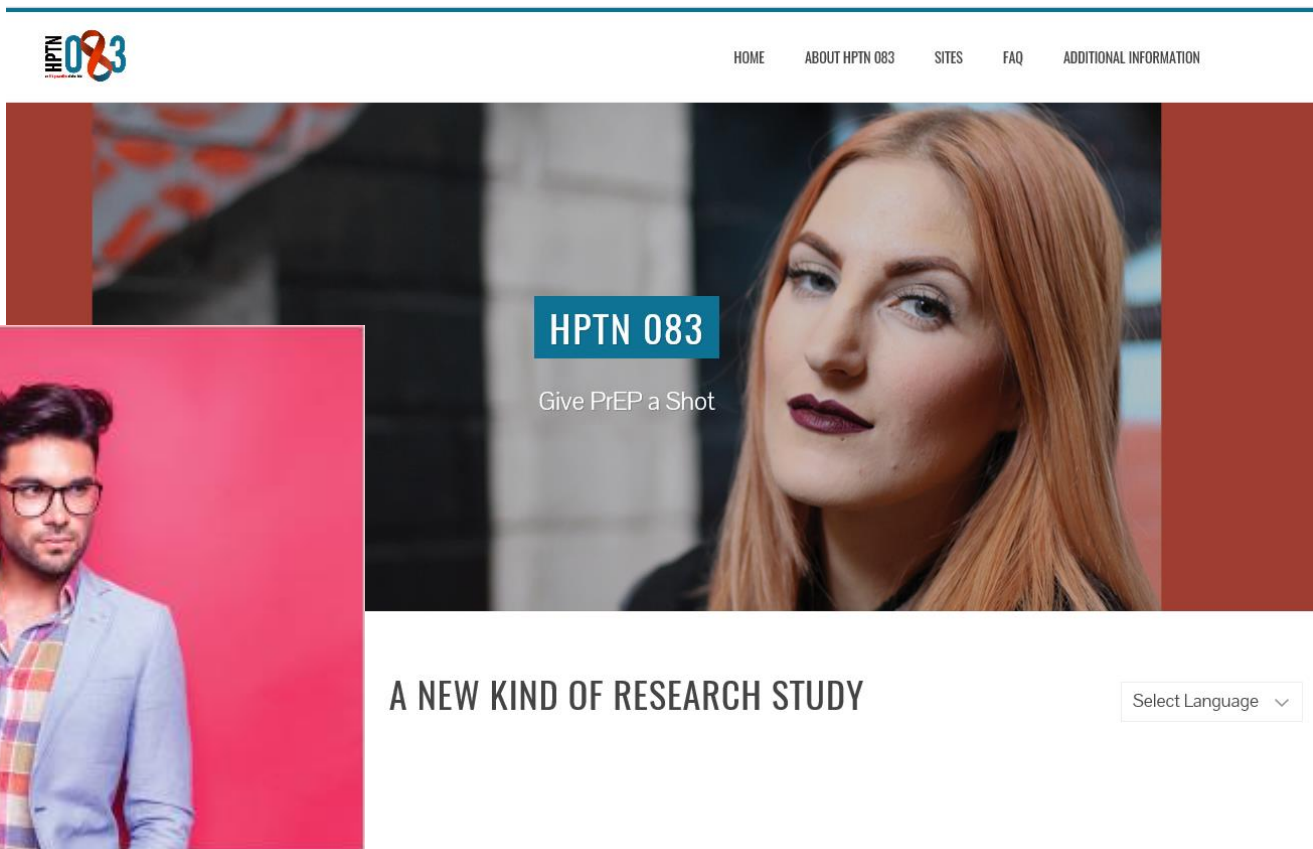 HPTN 083
HOME ABOUT HPTN 083 SITES FAQ ADDITIONAL INFORMATION
HPTN 083
Give PrEP a Shot
A NEW KIND OF RESEARCH STUDY
Select Language